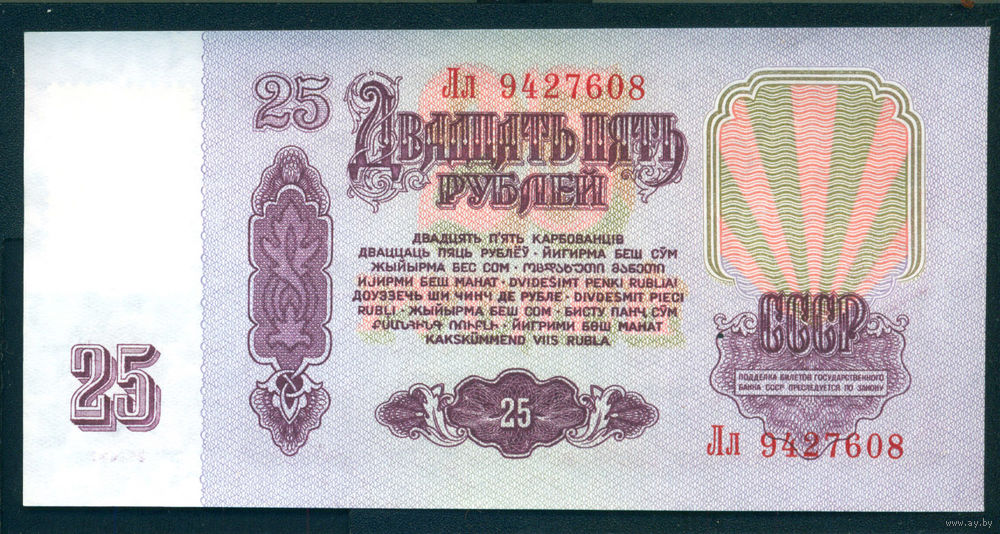 25
Лл 9427608
Двадцать пять
рублей
ДВАДЦЯТЬ П'ЯТЬ КАРБОВАНЦІВ
ДВАЦЦАЦЬ ПЯЦЬ РУБЛЁЎ · ЙИГИРМА БЕШ СЎМ
ЖЫЙЫРМА БЕС СОМ · ᲝᲪᲓᲐᲮᲣᲗᲘ ᲛᲐᲜᲔᲗᲘ
ИЈИРМИ БЕШ МАНАТ · DVIDEŠIMT PENKI RUBLIAI
ДОУЭЗЕЧЬ ШИ ЧИНЧ ДЕ РУБЛЕ · DIVDESMIT PIECI
RUBĻI · ЖЫЙЫРМА БЕШ СОМ · БИСТУ ПАНҶ СЎМ
ՔՍԱՆՀԻՆԳ ՌՈՒԲԼԻ · ЙИГРИМИ БӘШ МАНАТ
KAKSKÜMMEND VIIS RUBLA.
СССР
ПОДДЕЛКА БИЛЕТОВ ГОСУДАРСТВЕННОГО
БАНКА СССР ПРЕСЛЕДУЕТСЯ ПО ЗАКОНУ
25
25
Лл 9427608
www.ay.by